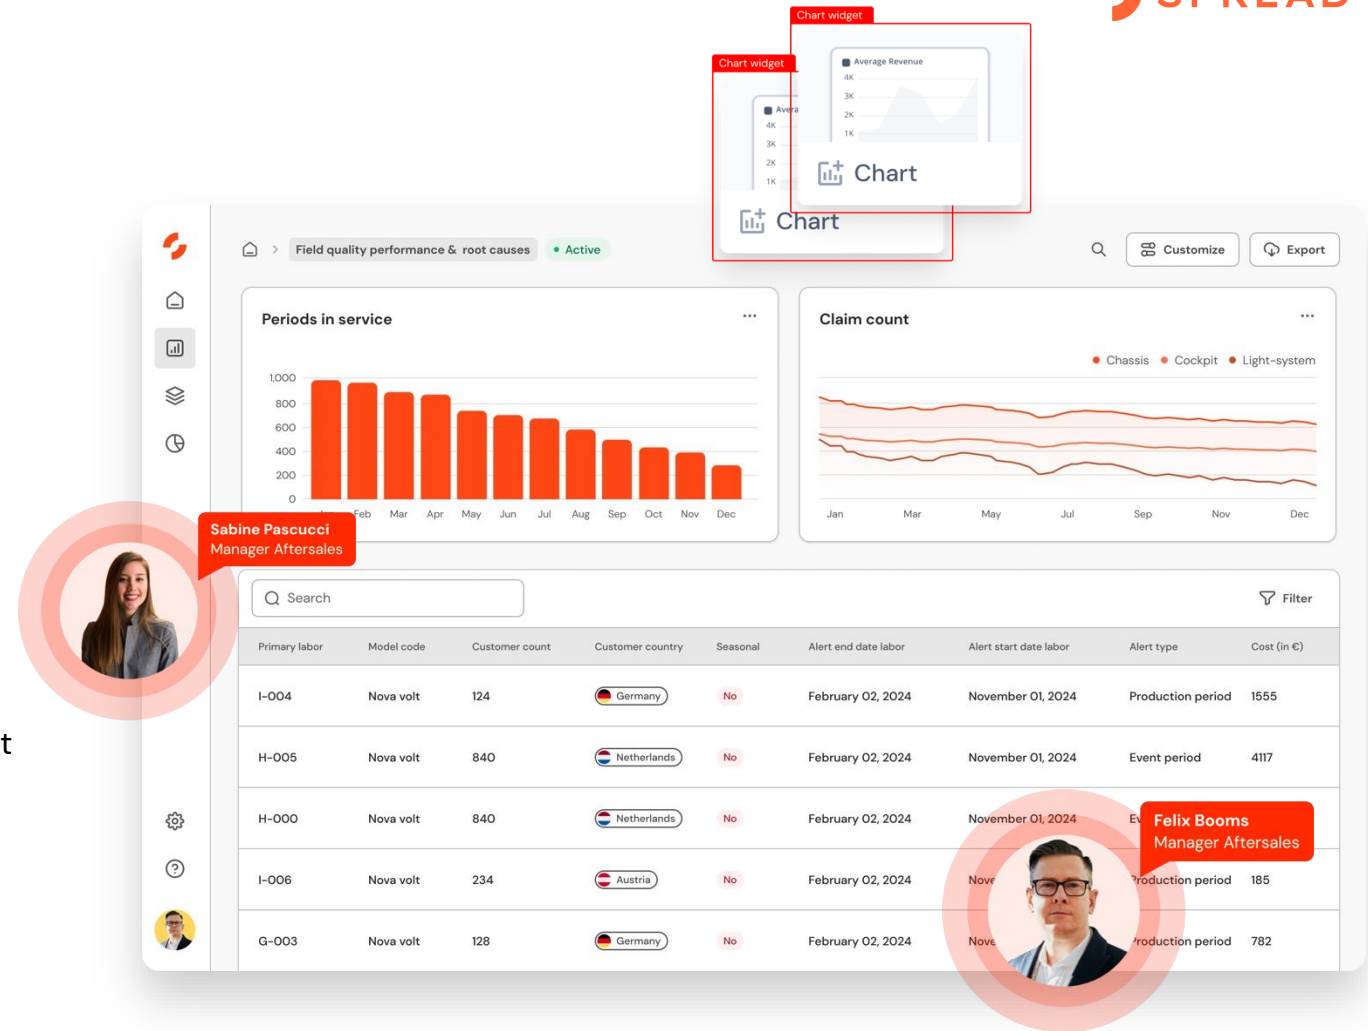 SPREAD
Chart widget
Average Revenue
4K
3K
2K
1K
Chart
Chart widget
4K
3K
2K
1K
Chart
Field quality performance & root causes
Active
Customize
Export
Periods in service
1,000
800
600
400
200
0
Feb Mar Apr May Jun Jul Aug Sep Oct Nov Dec
Claim count
Chassis Cockpit Light-system
Jan Mar May Jul Sep Nov Dec
Sabine Pascucci
Manager Aftersales
Search
Filter
Primary labor Model code Customer count Customer country Seasonal Alert end date labor Alert start date labor Alert type Cost (in €)
I-004 Nova volt 124 Germany No February 02, 2024 November 01, 2024 Production period 1555
t
H-005 Nova volt 840 Netherlands No February 02, 2024 November 01, 2024 Event period 4117
H-000 Nova volt 840 Netherlands No February 02, 2024 November 01, 2024
Felix Booms
Manager Aftersales
I-006 Nova volt 234 Austria No February 02, 2024 Production period 185
G-003 Nova volt 128 Germany No February 02, 2024 Production period 782